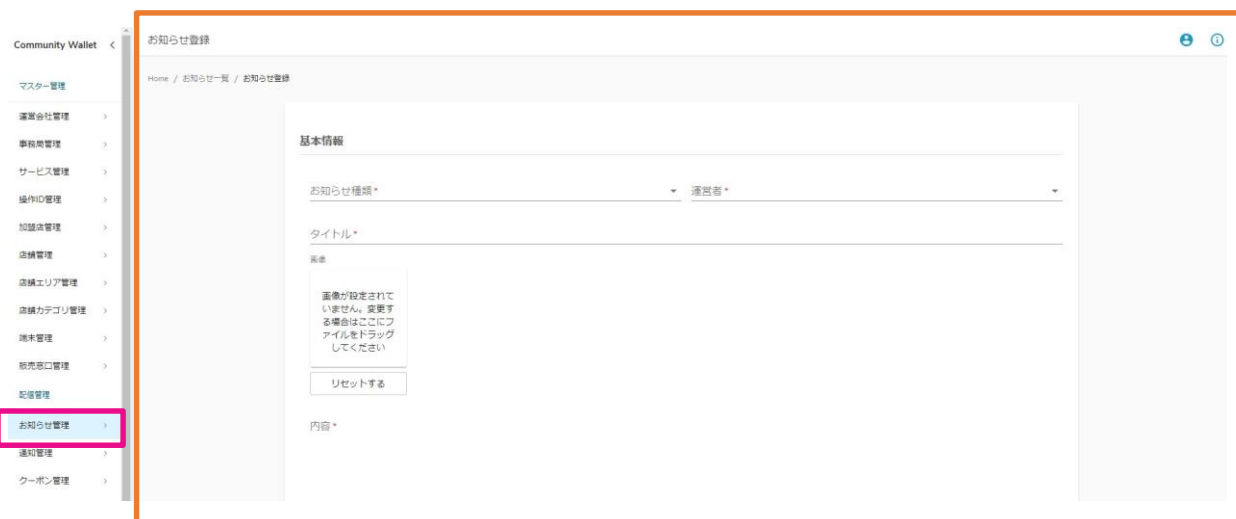 Community Wallet
マスター管理
運営会社管理
事務局管理
サービス管理
操作ID管理
加盟店管理
店舗管理
店舗エリア管理
店舗カテゴリ管理
端末管理
販売窓口管理
配信管理
お知らせ管理
通知管理
クーポン管理
お知らせ登録
Home / お知らせ一覧 / お知らせ登録
基本情報
お知らせ種類*
運営者*
タイトル*
画像
画像が設定されて
いません。変更す
る場合はここにフ
ァイルをドラッグ
してください
リセットする
内容*